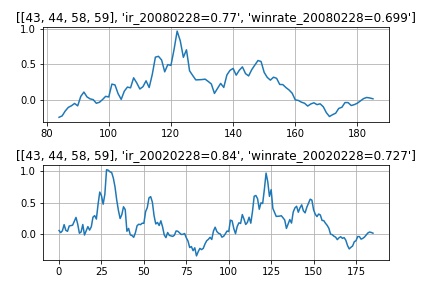 [[43, 44, 58, 59], 'ir_20080228=0.77', 'winrate_20080228=0.699']
1.0
0.5
0.0
80 100 120 140 160 180
[[43, 44, 58, 59], 'ir_20020228=0.84', 'winrate_20020228=0.727']
1.0
0.5
0.0
0 25 50 75 100 125 150 175